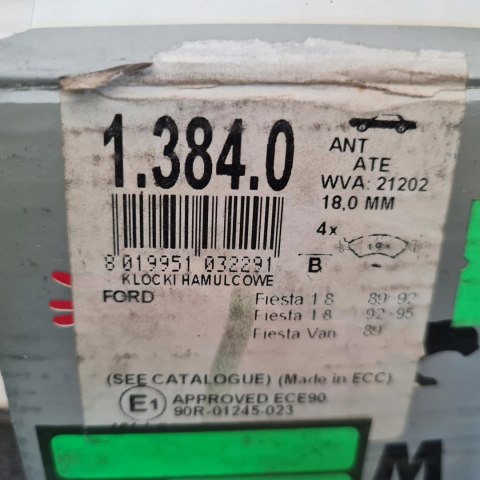 1.384.0
ANT
ATE
WVA: 21202
18,0 MM
4x
B
8 019951 032291
KLOCKI HAMULCOWE
FORD
Fiesta 1 8 89-92
Fiesta 1 8 92-95
Fiesta Van 89
(SEE CATALOGUE) (Made in ECC)
E1 APPROVED ECE90
90R-01245-023
M